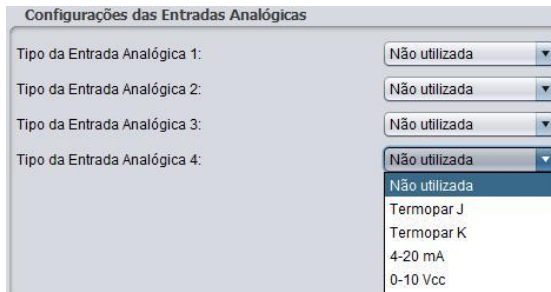 Configurações das Entradas Analógicas
Tipo da Entrada Analógica 1: Não utilizada
Tipo da Entrada Analógica 2: Não utilizada
Tipo da Entrada Analógica 3: Não utilizada
Tipo da Entrada Analógica 4: Não utilizada
Não utilizada
Termopar J
Termopar K
4-20 mA
0-10 Vcc